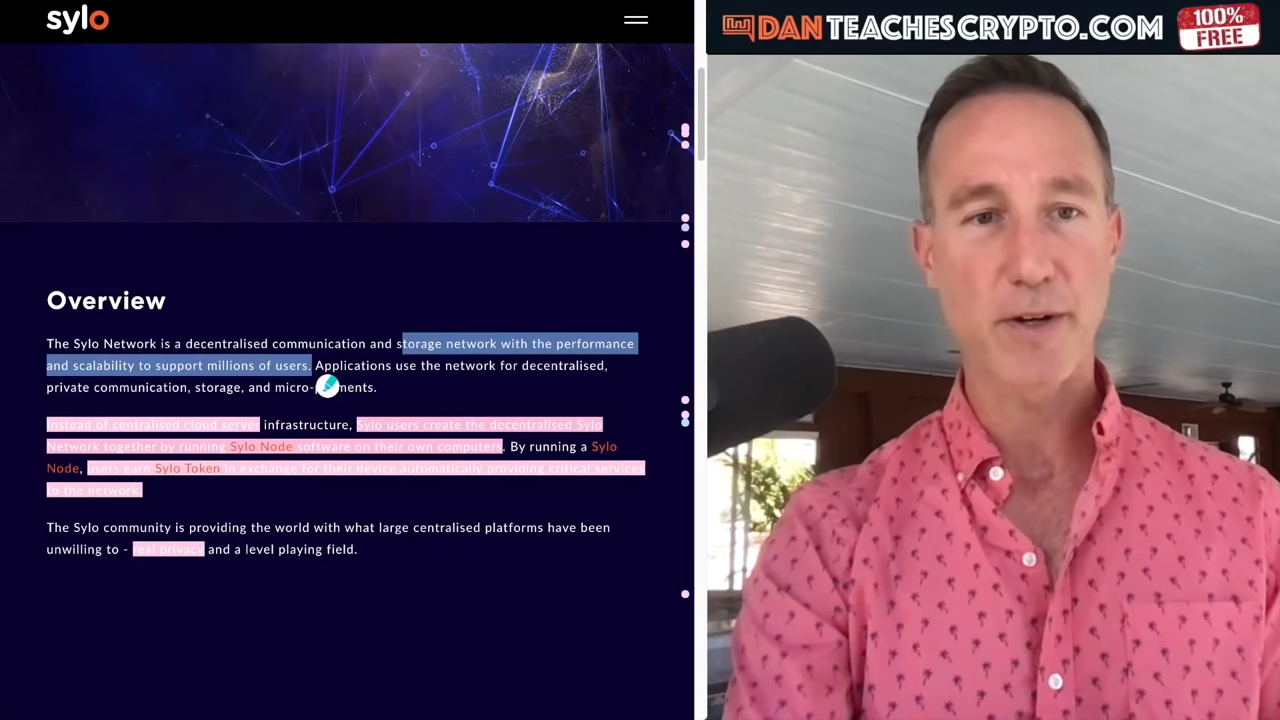 sylo
DANTEACHESCRYPTO.COM
100%
FREE
Overview
The Sylo Network is a decentralised communication and storage network with the performance
and scalability to support millions of users. Applications use the network for decentralised,
private communication, storage, and micro- nents.
Instead of centralised cloud server infrastructure, Sylo users create the decentralised Sylo
Network together by running Sylo Node software on their own computers. By running a Sylo
Node, users earn Sylo Token in exchange for their device automatically providing critical services
to the network.
The Sylo community is providing the world with what large centralised platforms have been
unwilling to - real privacy and a level playing field.